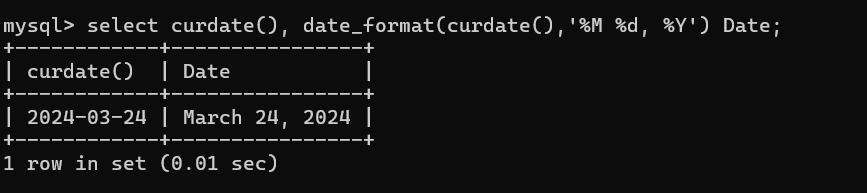 mysql> select curdate(), date_format(curdate(),'%M %d, %Y') Date;
+------------+----------------+
| curdate()  | Date           |
+------------+----------------+
| 2024-03-24 | March 24, 2024 |
+------------+----------------+
1 row in set (0.01 sec)